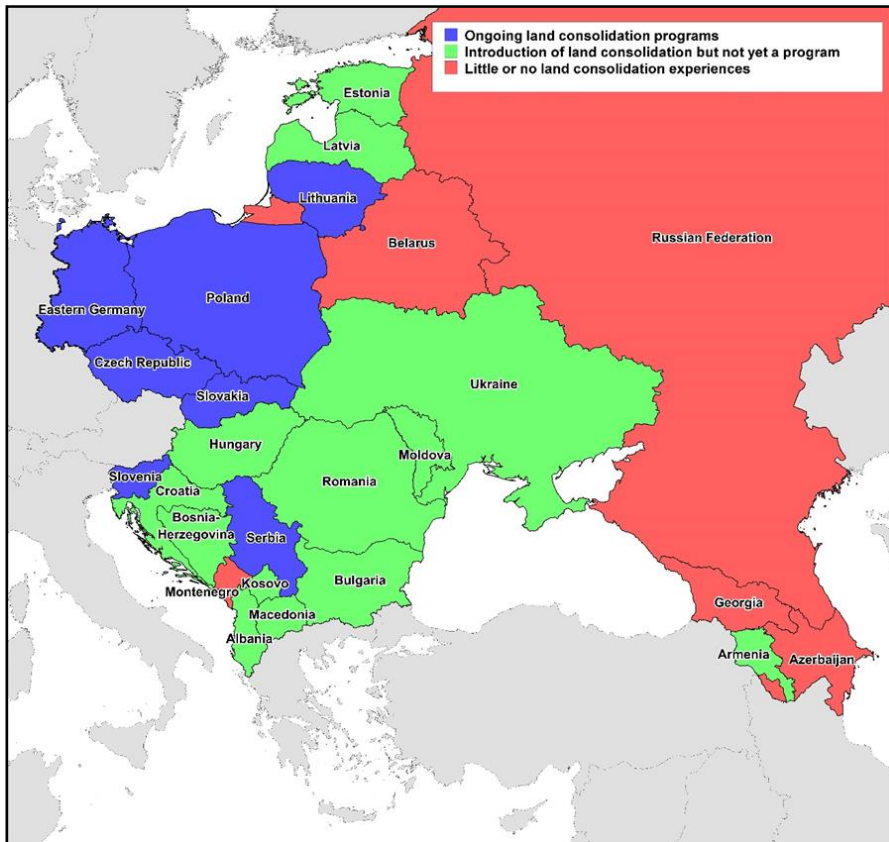 Ongoing land consolidation programs
Introduction of land consolidation but not yet a program
Little or no land consolidation experiences
Estonia
Latvia
Lithuania
Russian Federation
Belarus
Poland
Eastern Germany
Czech Republic
Slovakia
Ukraine
Hungary
Moldova
Slovenia
Romania
Croatia
Bosnia-
Herzegovina
Serbia
Kosovo
Bulgaria
Montenegro
Macedonia
Albania
Georgia
Armenia
Azerbaijan